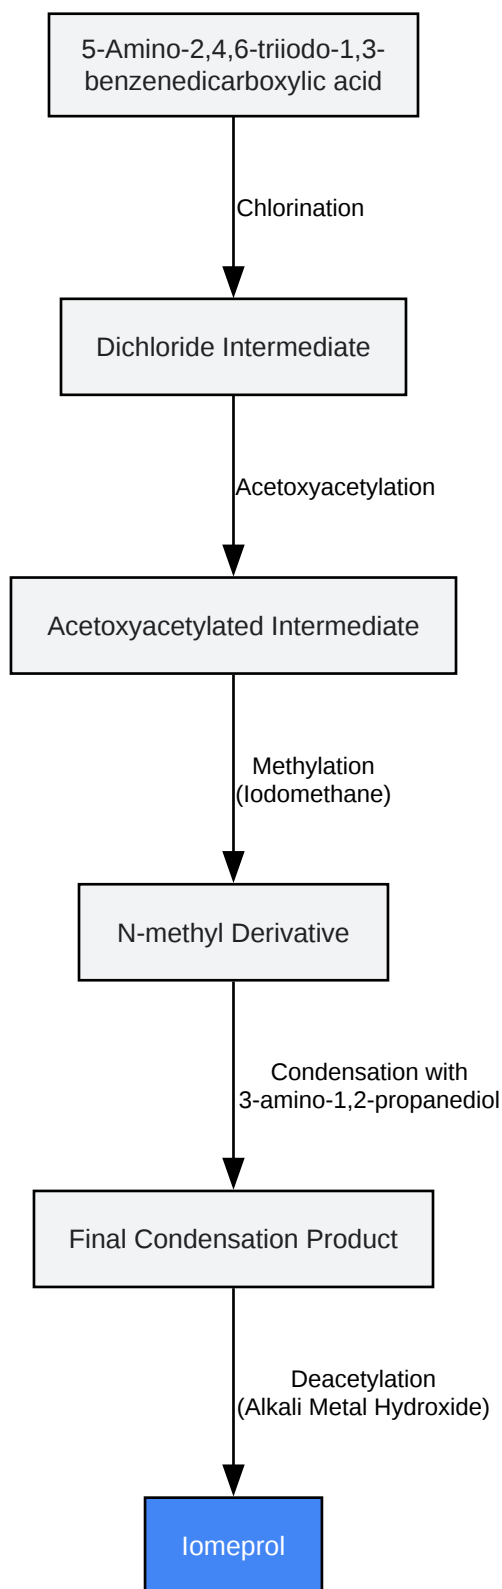 5-Amino-2,4,6-triiodo-1,3-
benzenedicarboxylic acid
Chlorination
Dichloride Intermediate
Acetoxyacetylation
Acetoxyacetylated Intermediate
Methylation
(Iodomethane)
N-methyl Derivative
Condensation with
3-amino-1,2-propanediol
Final Condensation Product
Deacetylation
(Alkali Metal Hydroxide)
Iomeprol